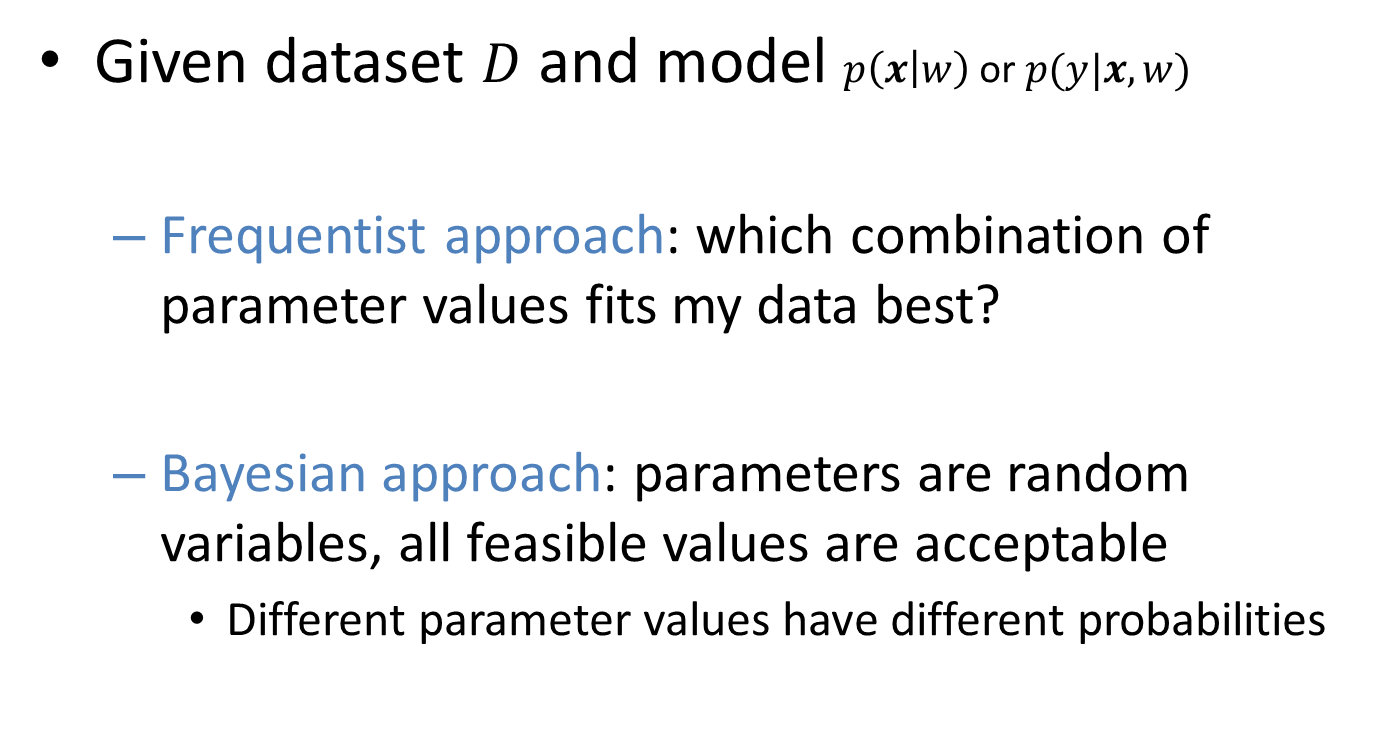 • Given dataset D and model p(x|w) or p(y|x, w)
– Frequentist approach: which combination of
parameter values fits my data best?
– Bayesian approach: parameters are random
variables, all feasible values are acceptable
• Different parameter values have different probabilities